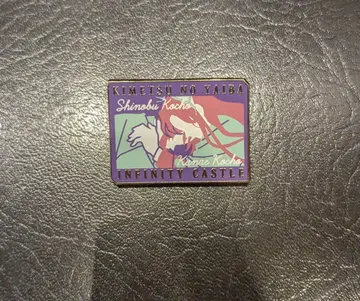 KIMETSU NO YAIBA
Shinobu Kocho
Kanae Kocho
INFINITY CASTLE